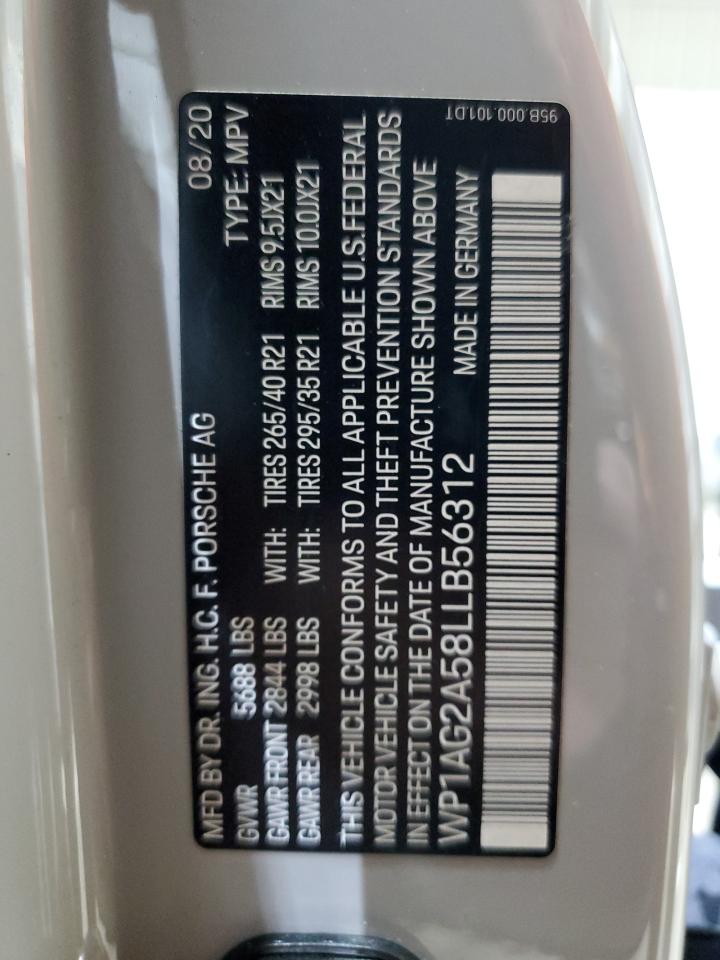 MFD BY DR. ING. H.C. F. PORSCHE AG 08/20
GVWR 5688 LBS TYPE: MPV
GAWR FRONT 2844 LBS WITH: TIRES 265/40 R21 RIMS 9.5JX21
GAWR REAR 2998 LBS WITH: TIRES 295/35 R21 RIMS 10.0JX21
THIS VEHICLE CONFORMS TO ALL APPLICABLE U.S.FEDERAL
MOTOR VEHICLE SAFETY AND THEFT PREVENTION STANDARDS
IN EFFECT ON THE DATE OF MANUFACTURE SHOWN ABOVE
WP1AG2A58LLB56312 MADE IN GERMANY
95B.000.101.DT